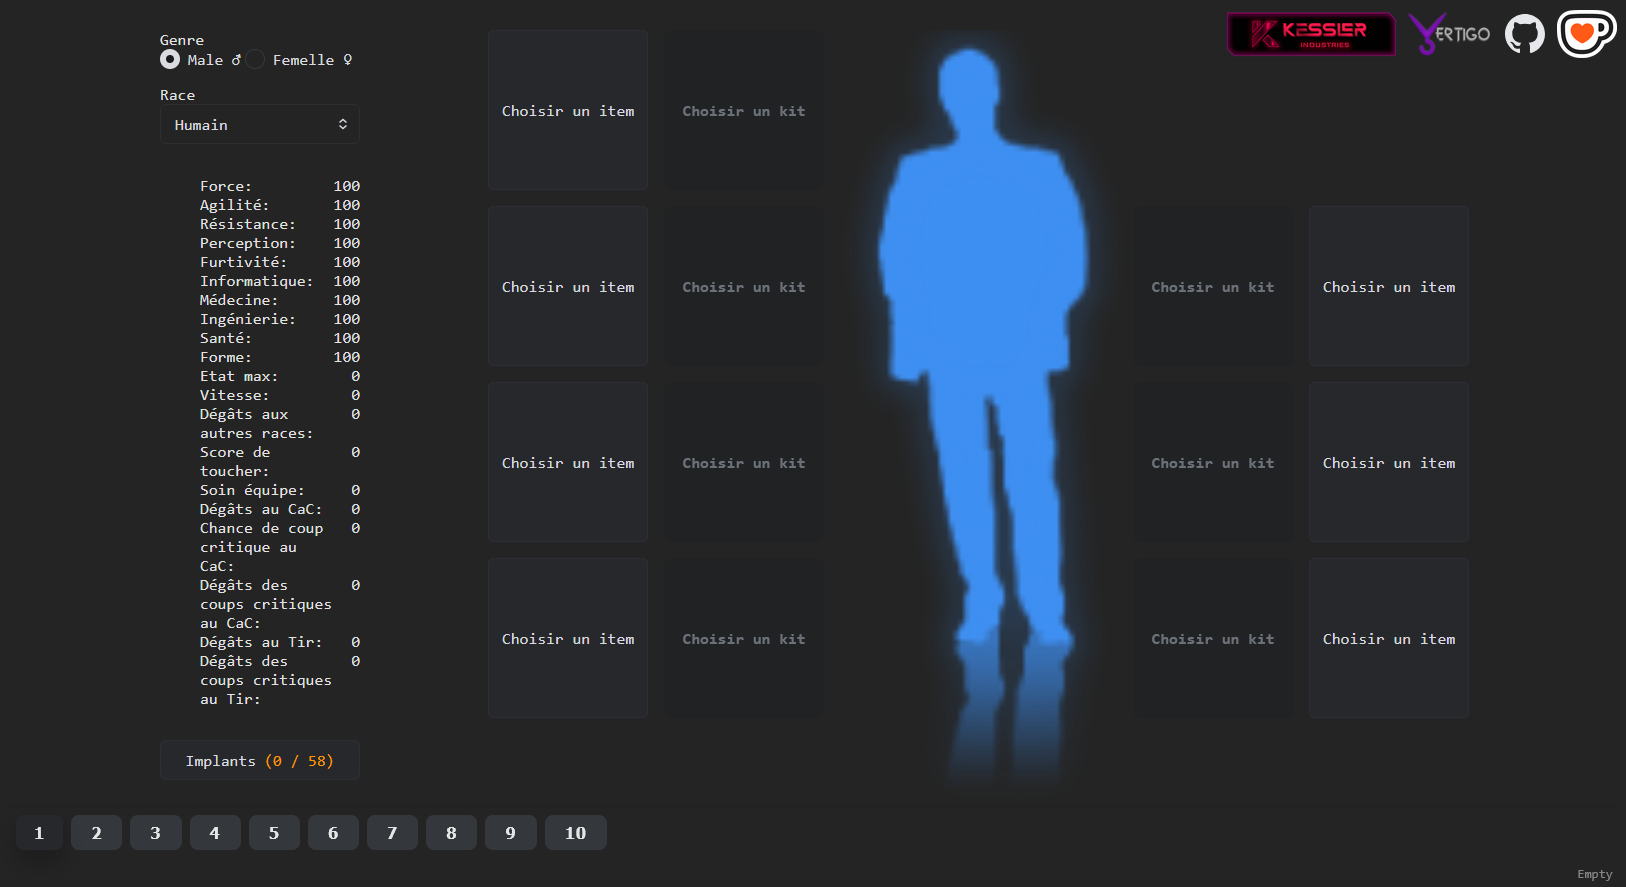 Genre
Male ♂ Femelle ♀
Race
Humain
Force: 100
Agilité: 100
Résistance: 100
Perception: 100
Furtivité: 100
Informatique: 100
Médecine: 100
Ingénierie: 100
Santé: 100
Forme: 100
Etat max: 0
Vitesse: 0
Dégâts aux 0
autres races:
Score de 0
toucher:
Soin équipe: 0
Dégâts au CaC: 0
Chance de coup 0
critique au
CaC:
Dégâts des 0
coups critiques
au CaC:
Dégâts au Tir: 0
Dégâts des 0
coups critiques
au Tir:
Implants (0 / 58)
Choisir un item Choisir un kit
Choisir un item Choisir un kit Choisir un kit Choisir un item
Choisir un item Choisir un kit Choisir un kit Choisir un item
Choisir un item Choisir un kit Choisir un kit Choisir un item
KESSLER
INDUSTRIES
VERTIGO
1 2 3 4 5 6 7 8 9 10
Empty